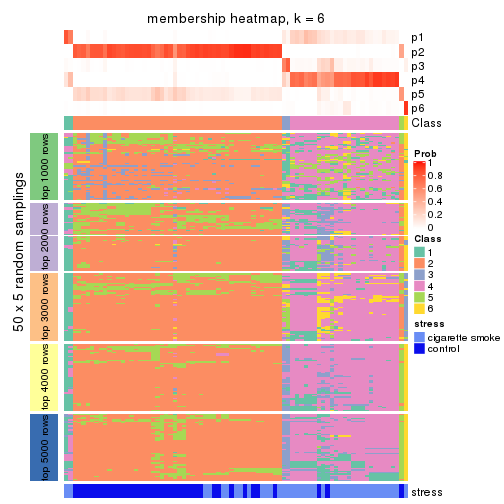 membership heatmap, k = 6
p1
p2
p3
p4
p5
p6
Class
50 x 5 random samplings
top 1000 rows
top 2000 rows
top 3000 rows
top 4000 rows
top 5000 rows
Prob
1
0.8
0.6
0.4
0.2
0
Class
1
2
3
4
5
6
stress
cigarette smoke
control
stress